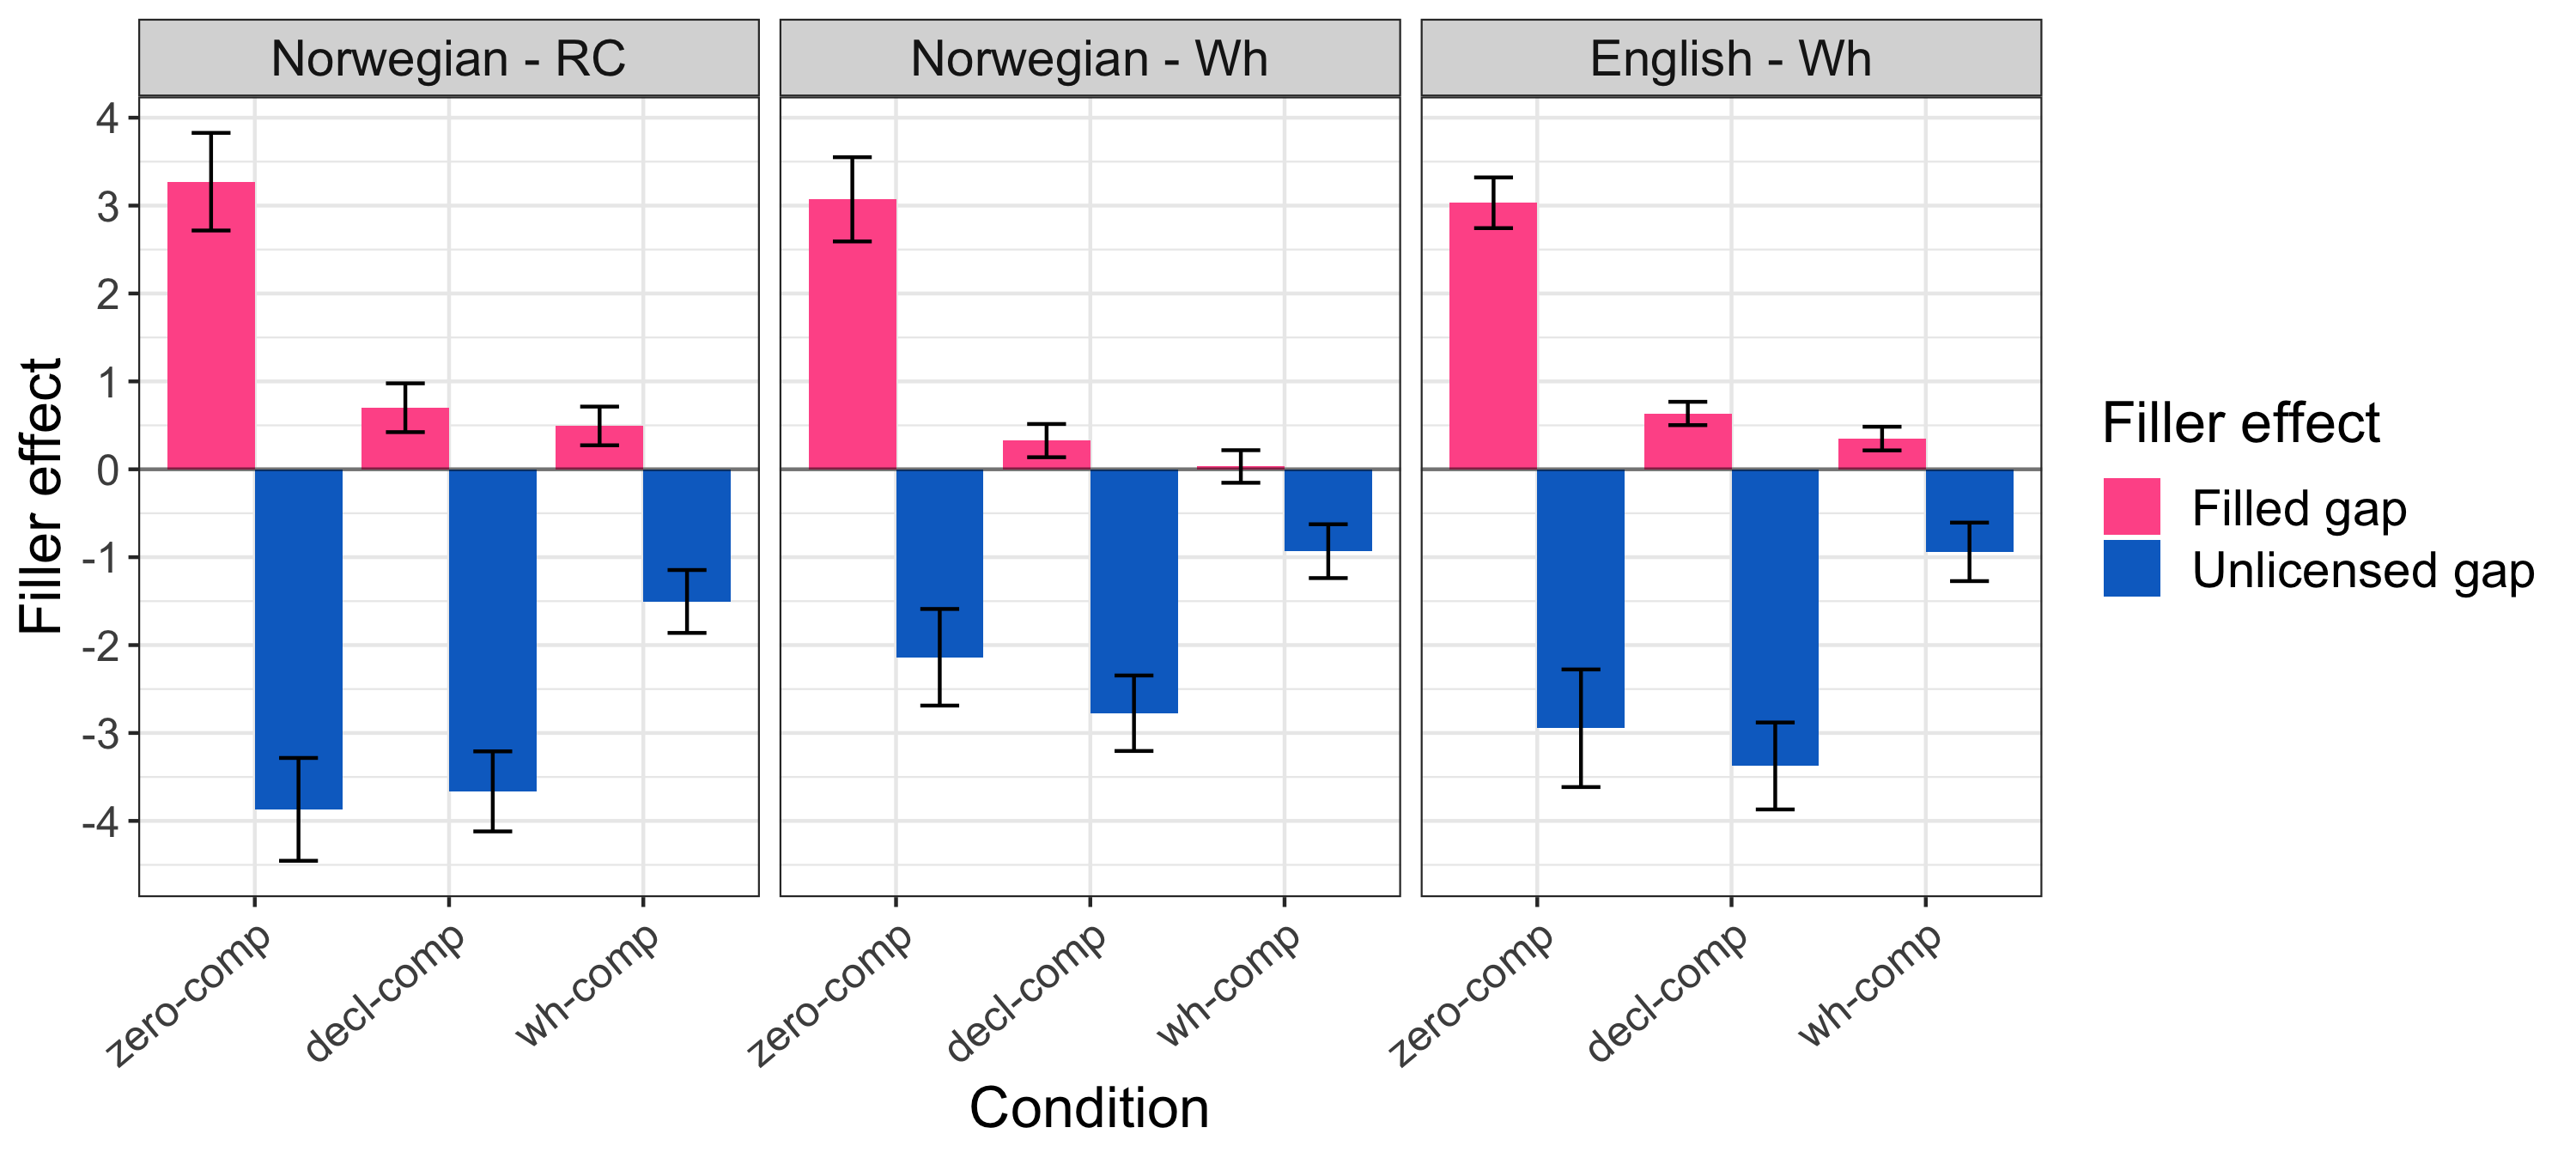 Norwegian - RC
Norwegian - Wh
English - Wh
Filler effect
4
3
2
1
0
-1
-2
-3
-4
zero-comp
decl-comp
wh-comp
zero-comp
decl-comp
wh-comp
zero-comp
decl-comp
wh-comp
Condition
Filler effect
Filled gap
Unlicensed gap